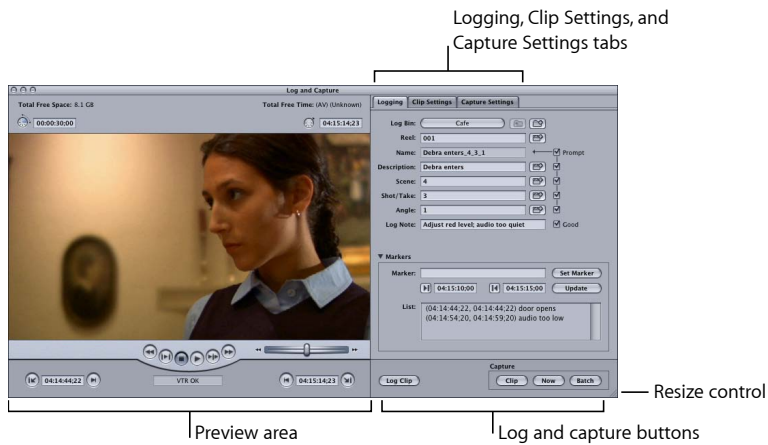 Logging, Clip Settings, and
Capture Settings tabs
Log and Capture
Total Free Space: 8.1 GB
Total Free Time: (AV) (Unknown)
00:00:30;00
04:15:14;23
Logging
Clip Settings
Capture Settings
Log Bin:
Cafe
Reel: 001
Name: Debra enters_4_3_1
Prompt
Description: Debra enters
Scene: 4
Shot/Take: 3
Angle: 1
Log Note: Adjust red level; audio too quiet
Good
Markers
Marker:
Set Marker
04:15:10;00
04:15:15;00
Update
List: (04:14:44;22, 04:14:44;22) door opens
(04:14:54;20, 04:14:59;20) audio too low
04:14:44;22
VTR OK
04:15:14;23
Log Clip
Capture
Clip
Now
Batch
Resize control
Preview area
Log and capture buttons